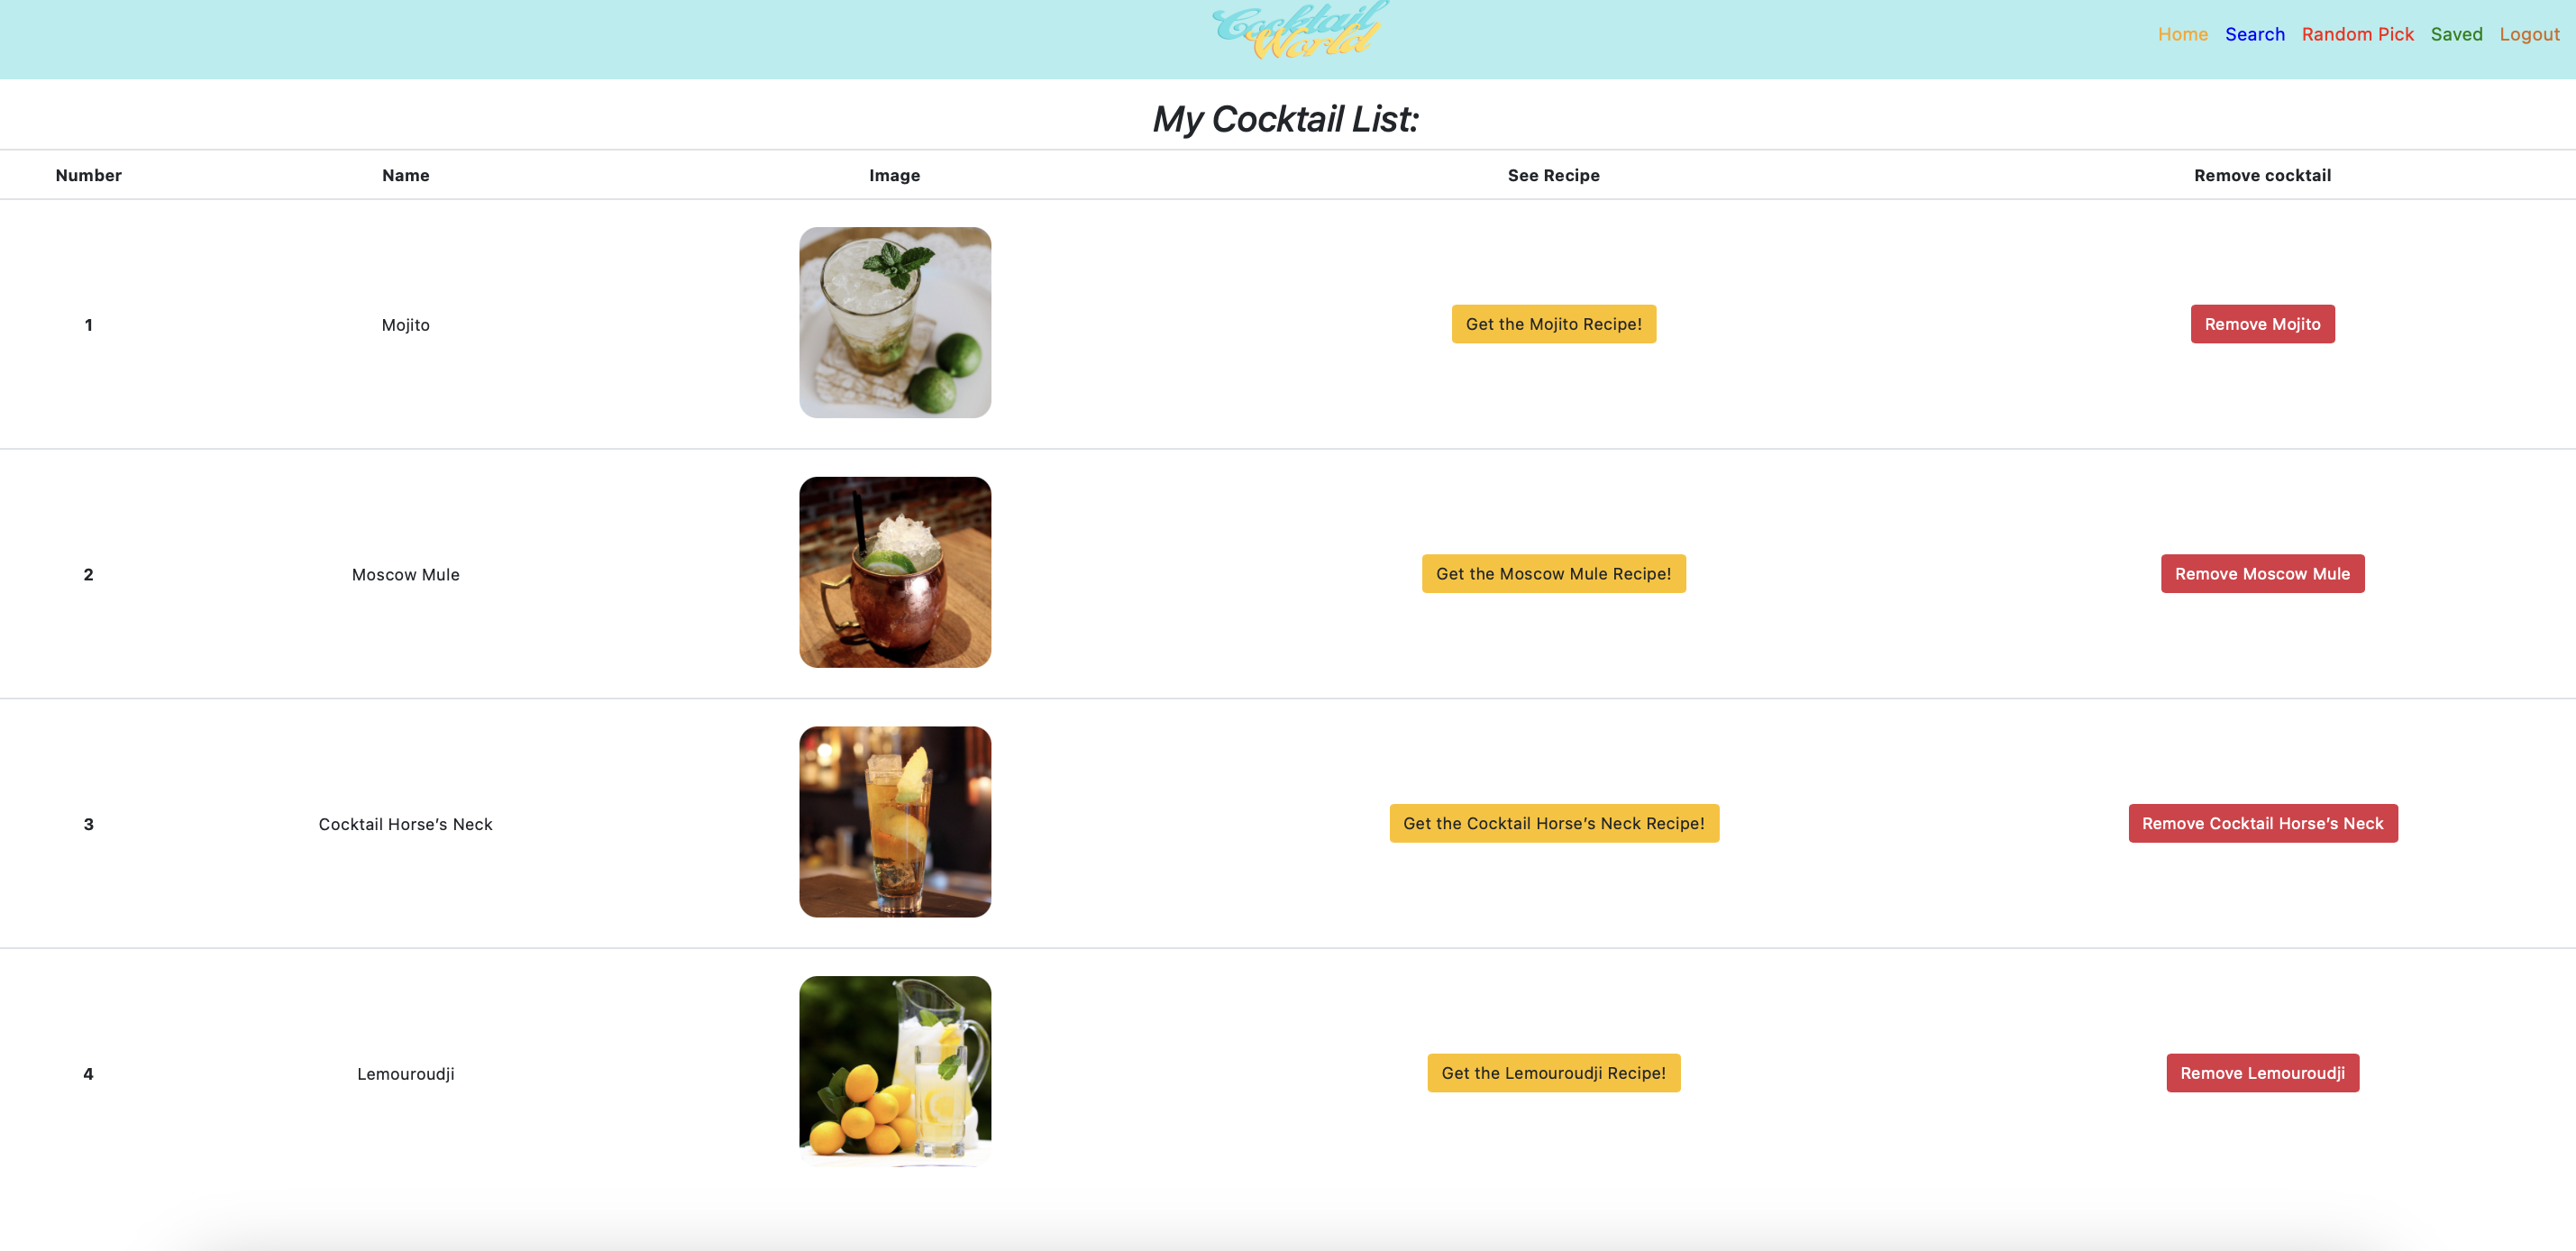 Cocktail
World
Home Search Random Pick Saved Logout
My Cocktail List:
Number Name Image See Recipe Remove cocktail
1 Mojito Get the Mojito Recipe! Remove Mojito
2 Moscow Mule Get the Moscow Mule Recipe! Remove Moscow Mule
3 Cocktail Horse’s Neck Get the Cocktail Horse’s Neck Recipe! Remove Cocktail Horse’s Neck
4 Lemouroudji Get the Lemouroudji Recipe! Remove Lemouroudji